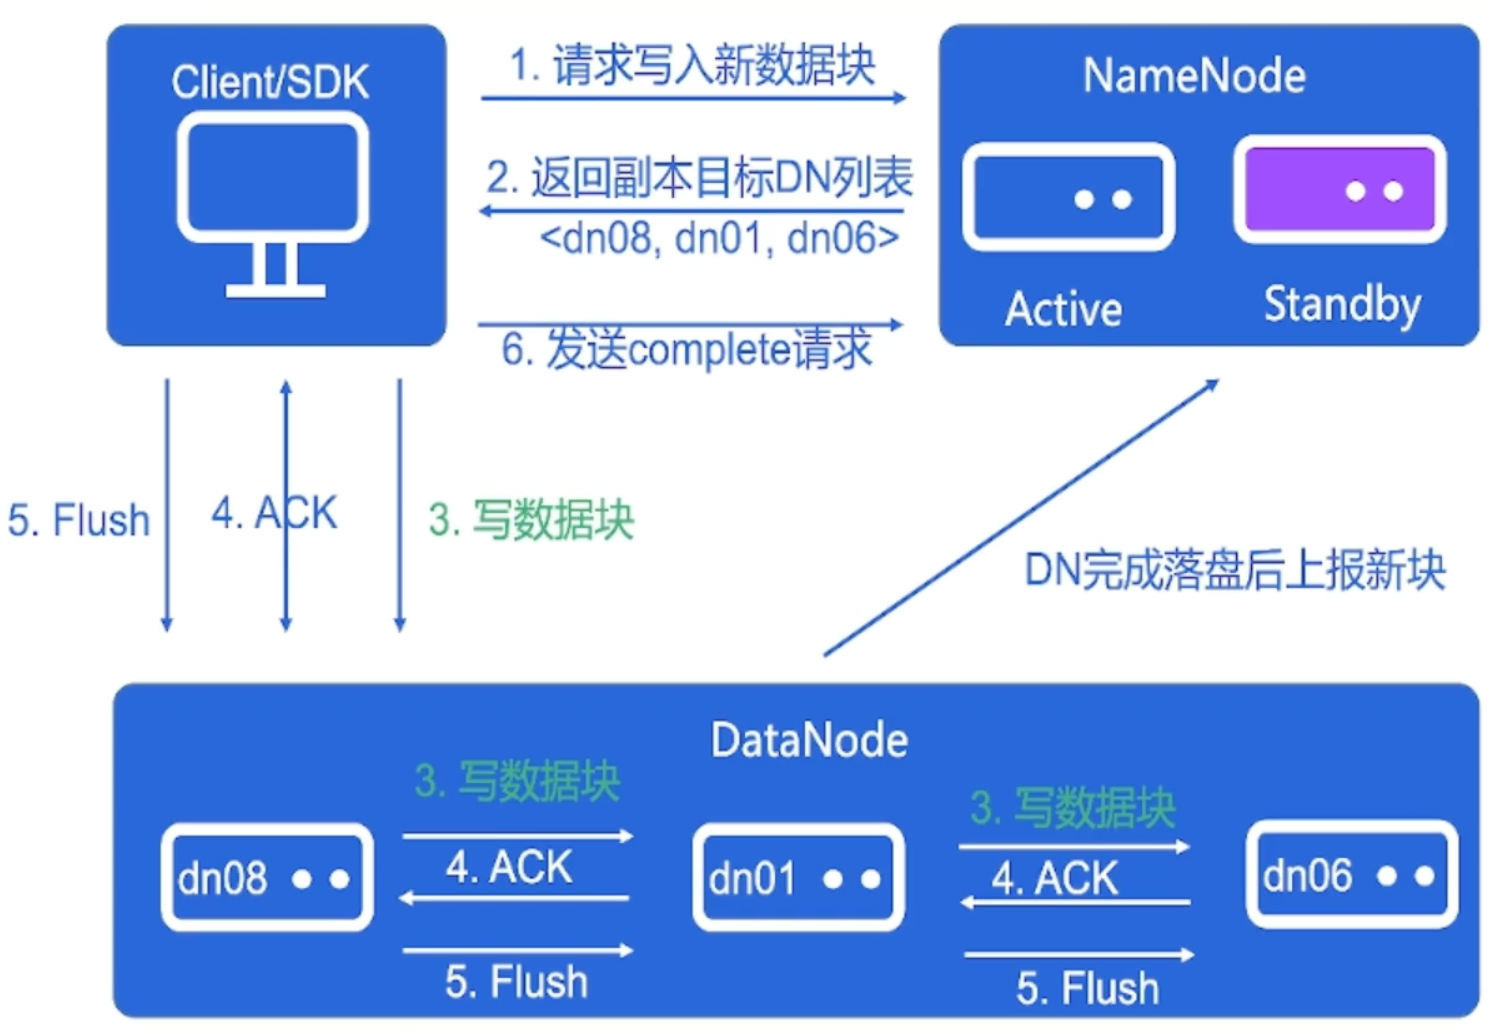 Client/SDK
1. 请求写入新数据块
NameNode
2. 返回副本目标DN列表
<dn08, dn01, dn06>
Active
Standby
6. 发送complete请求
5. Flush
4. ACK
3. 写数据块
DN完成落盘后上报新块
DataNode
3. 写数据块
3. 写数据块
dn08
4. ACK
dn01
4. ACK
dn06
5. Flush
5. Flush